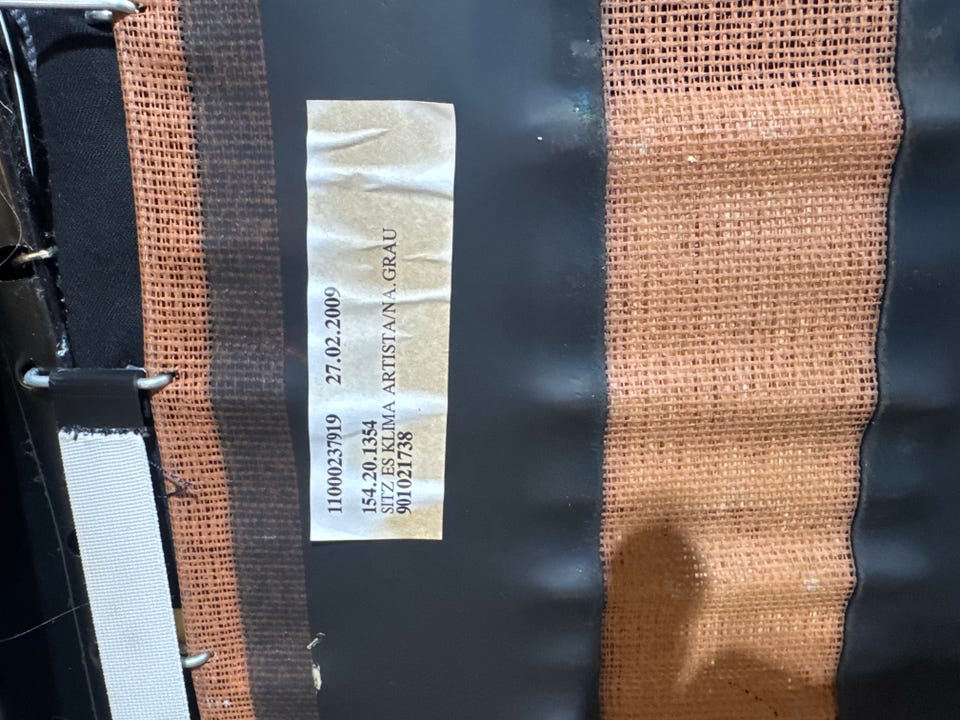 11000237919 27.02.2009
154.20.1354
SITZ ES KLIMA ARTISTA/NA.GRAU
901021738